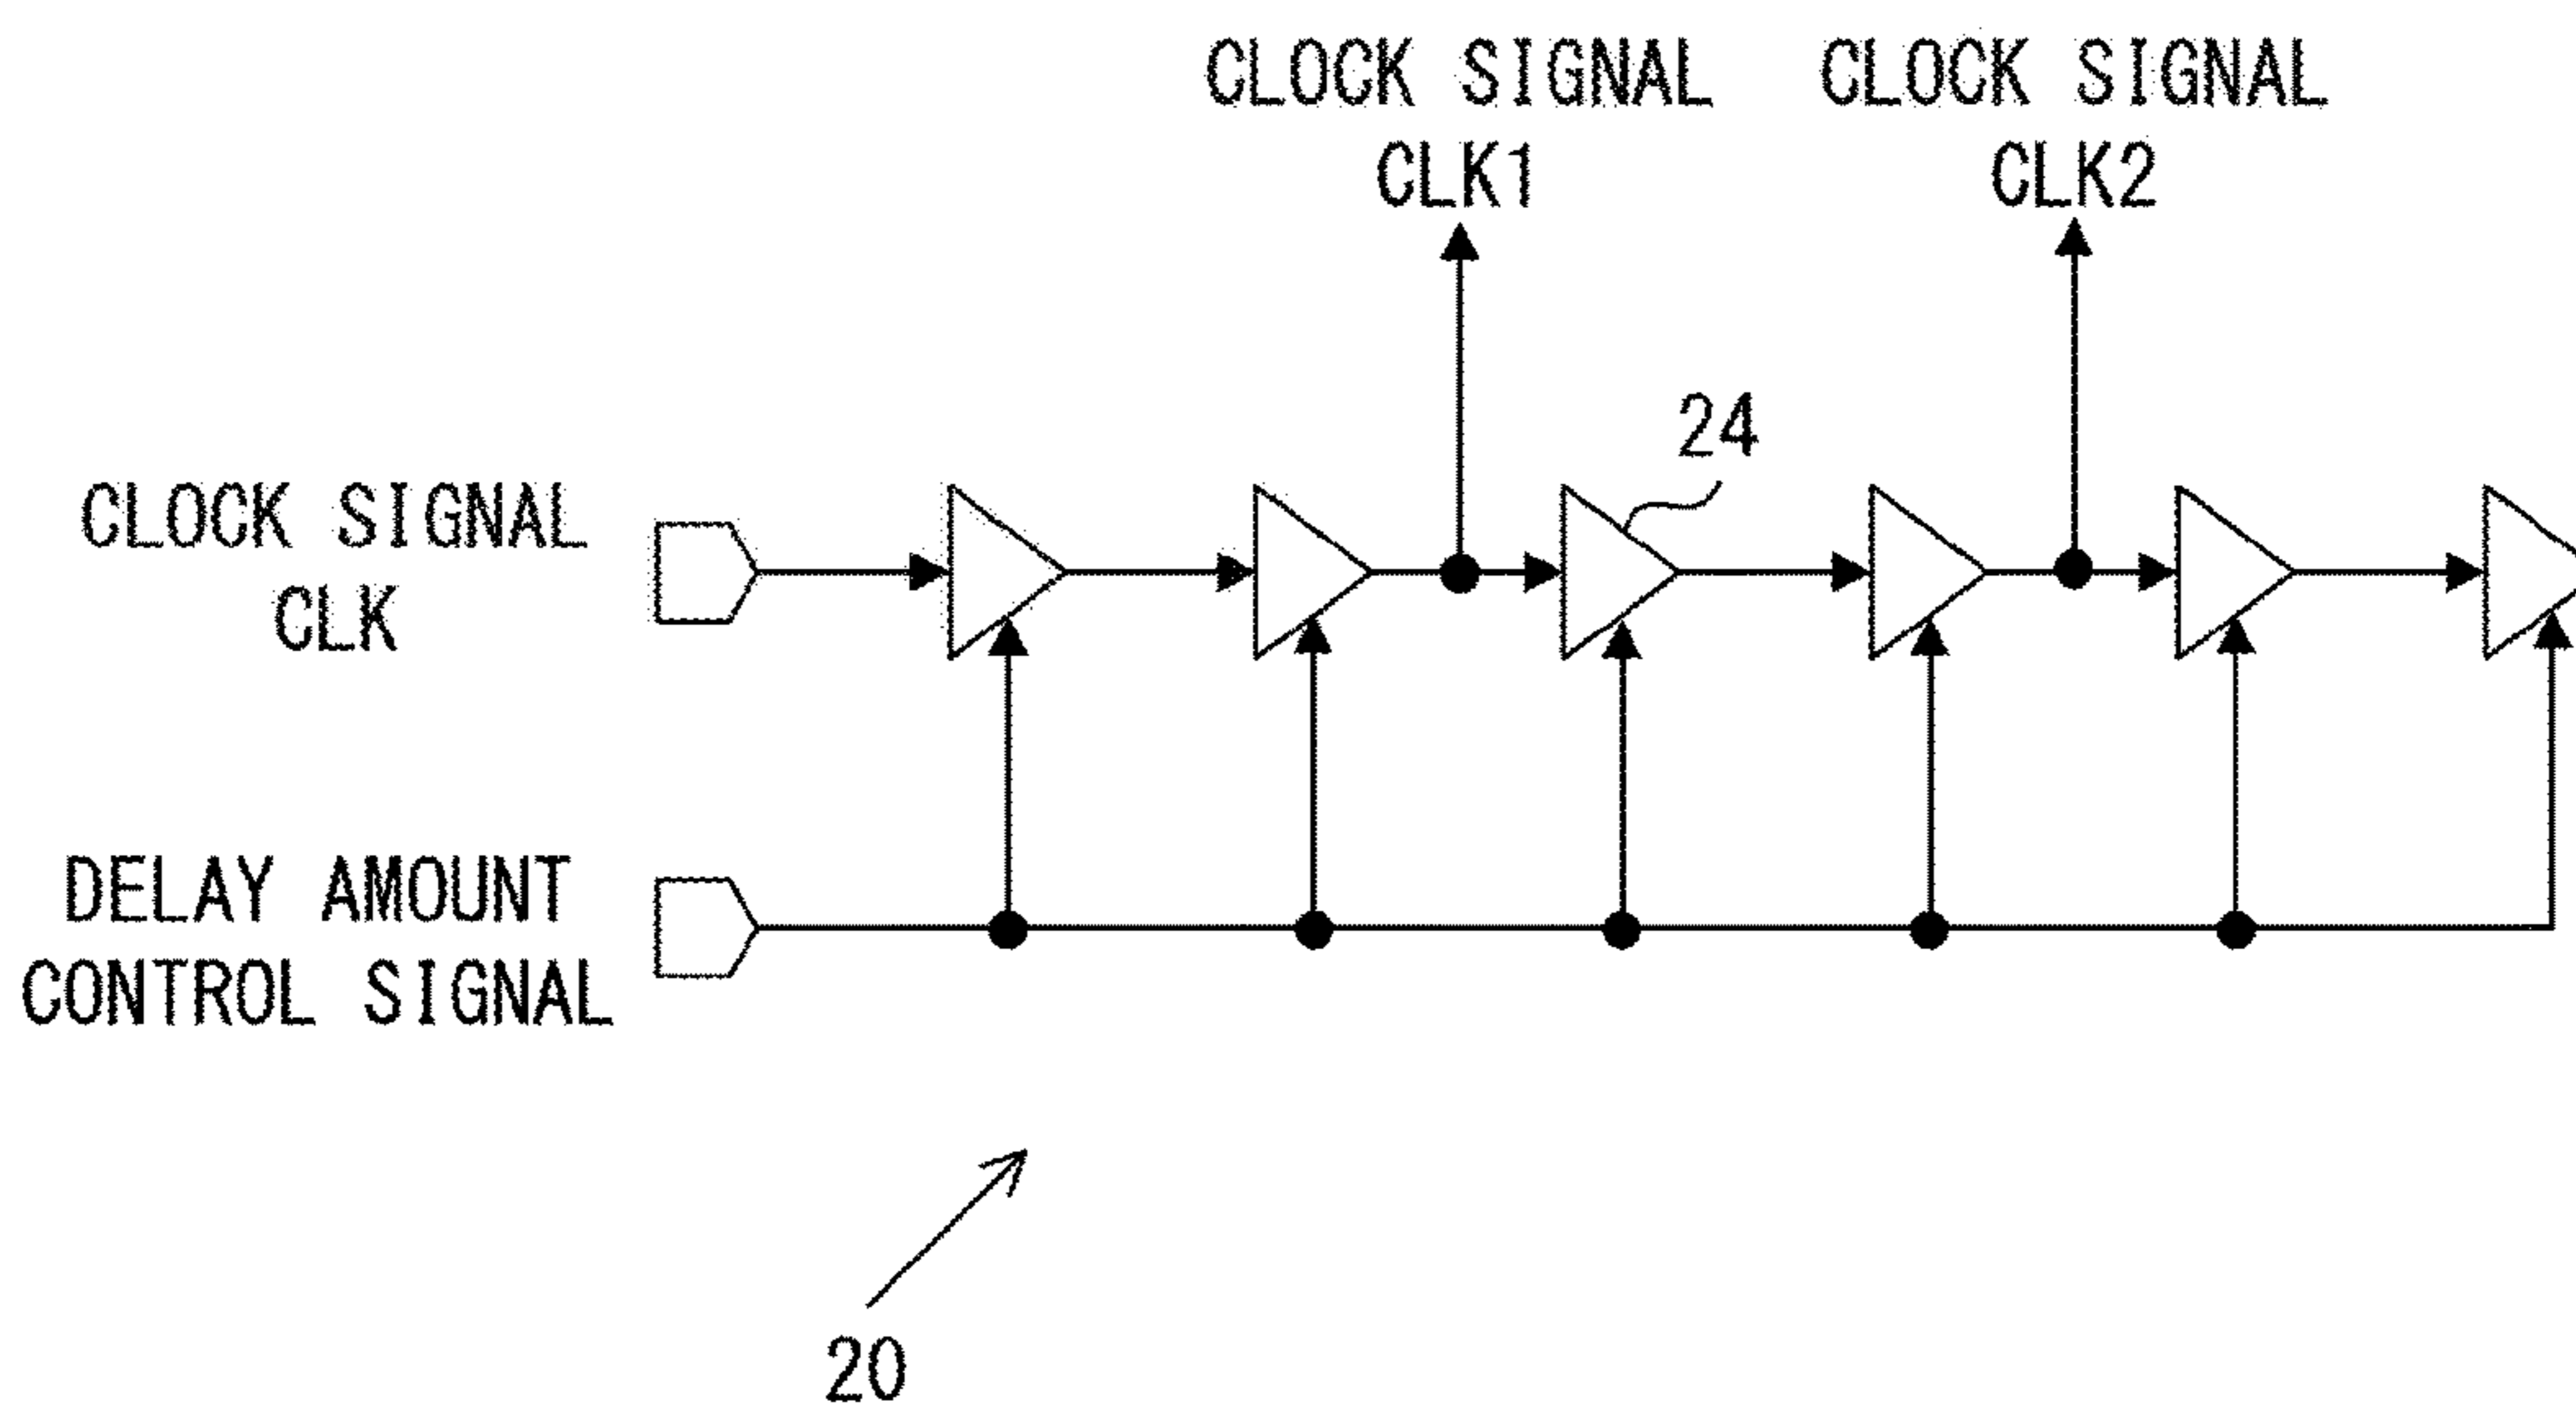 CLOCK SIGNAL
CLK1
CLOCK SIGNAL
CLK2
24
CLOCK SIGNAL
CLK
DELAY AMOUNT
CONTROL SIGNAL
20